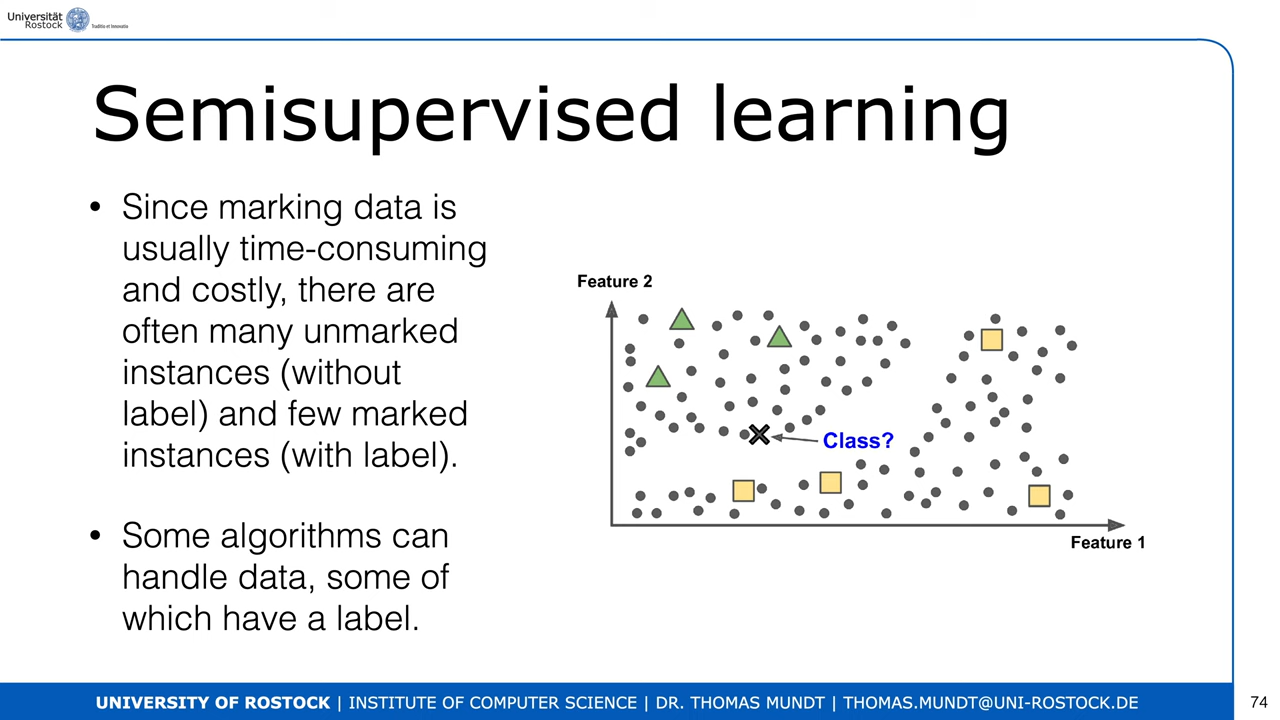 Universität
Rostock
Traditio et Innovatio
Semisupervised learning
• Since marking data is
usually time-consuming
and costly, there are
often many unmarked
instances (without
label) and few marked
instances (with label).
• Some algorithms can
handle data, some of
which have a label.
Feature 2
Class?
Feature 1
UNIVERSITY OF ROSTOCK | INSTITUTE OF COMPUTER SCIENCE | DR. THOMAS MUNDT | THOMAS.MUNDT@UNI-ROSTOCK.DE
74